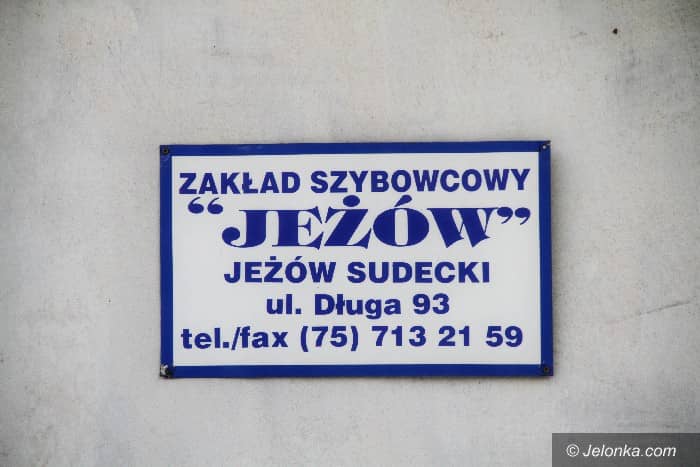 ZAKŁAD SZYBOWCOWY
“JEŻÓW”
JEŻÓW SUDECKI
ul. Długa 93
tel./fax (75) 713 21 59
© Jelonka.com